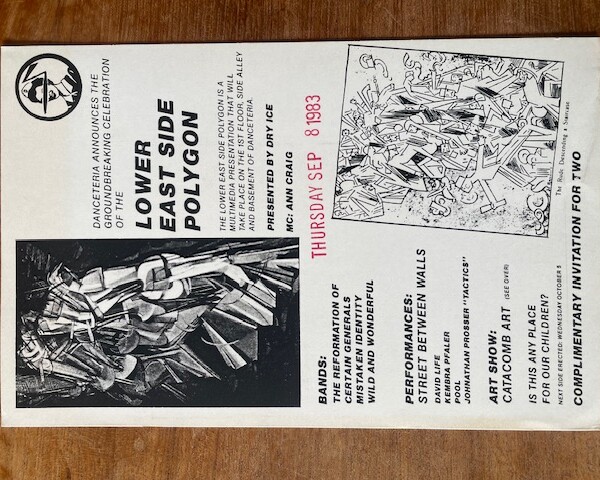 DANCETERIA ANNOUNCES THE
GROUNDBREAKING CELEBRATION
OF THE
LOWER
EAST SIDE
POLYGON
THE LOWER EAST SIDE POLYGON IS A
MULTIMEDIA PRESENTATION THAT WILL
TAKE PLACE ON THE 1ST FLOOR, SIDE ALLEY
AND BASEMENT OF DANCETERIA.
PRESENTED BY DRY ICE
MC: ANN CRAIG
THURSDAY SEP 8 1983
The Rude Descending a Staircase
BANDS:
THE REFORMATION OF
CERTAIN GENERALS
MISTAKEN IDENTITY
WILD AND WONDERFUL
PERFORMANCES:
STREET BETWEEN WALLS
DAVID LIFE
KEMBRA PFALER
POOL
JOHNATHAN PROSSER "TACTICS"
ART SHOW:
CATACOMB ART (SEE OVER)
IS THIS ANY PLACE
FOR OUR CHILDREN?
NEXT SIDE ERECTED: WEDNESDAY OCTOBER 5
COMPLIMENTARY INVITATION FOR TWO